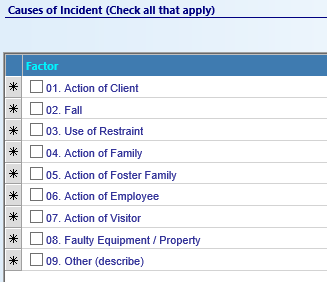 Causes of Incident (Check all that apply)
Factor
01. Action of Client
02. Fall
03. Use of Restraint
04. Action of Family
05. Action of Foster Family
06. Action of Employee
07. Action of Visitor
08. Faulty Equipment / Property
09. Other (describe)